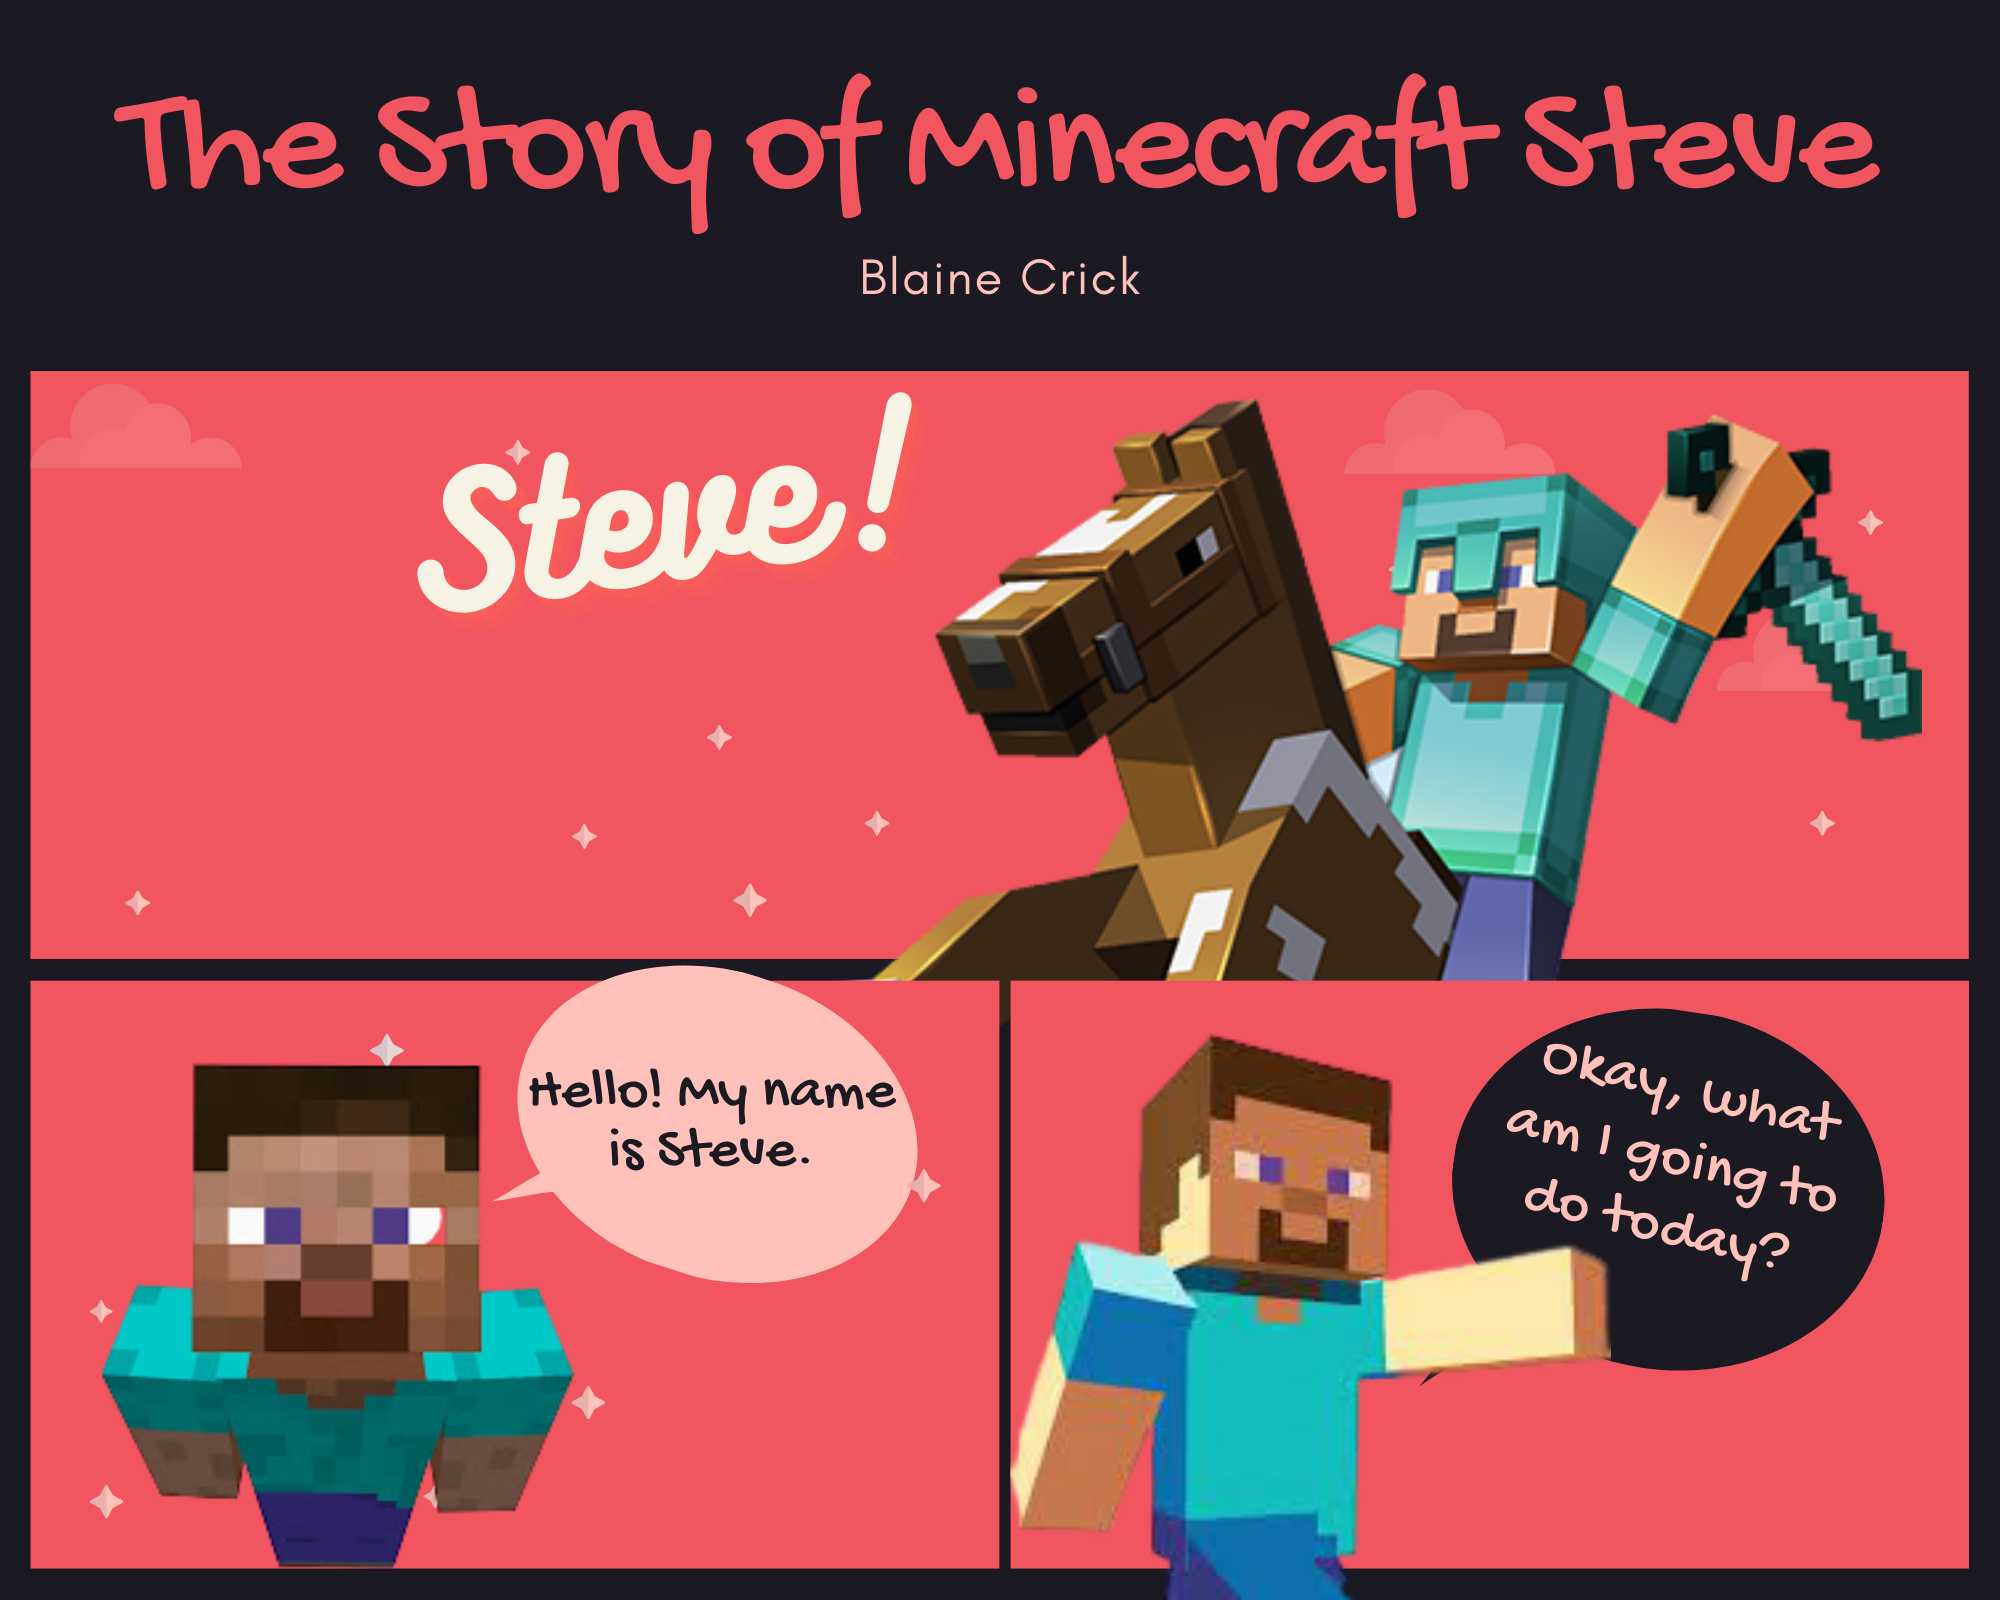 The Story of Minecraft Steve
Blaine Crick
Steve!
Hello! My name
is Steve.
Okay, what
am I going to
do today?